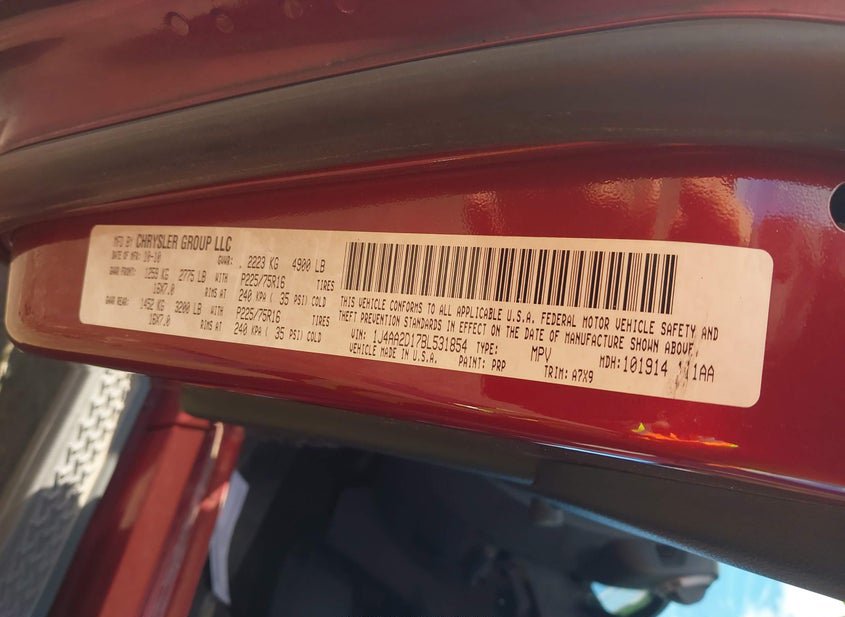 MFD BY CHRYSLER GROUP LLC
DATE OF MFR: 10-10 GVWR: 2223 KG 4900 LB
GAWR FRONT: 1259 KG 2775 LB WITH P225/75R16 TIRES
16X7.0 RIMS AT 240 KPA ( 35 PSI) COLD
GAWR REAR: 1452 KG 3200 LB WITH P225/75R16 TIRES
16X7.0 RIMS AT 240 KPA ( 35 PSI) COLD
THIS VEHICLE CONFORMS TO ALL APPLICABLE U.S.A. FEDERAL MOTOR VEHICLE SAFETY AND
THEFT PREVENTION STANDARDS IN EFFECT ON THE DATE OF MANUFACTURE SHOWN ABOVE.
VIN: 1J4AA2D17BL531854 TYPE: MPV MDH: 101914
VEHICLE MADE IN U.S.A. PAINT: PRP TRIM: A7X9